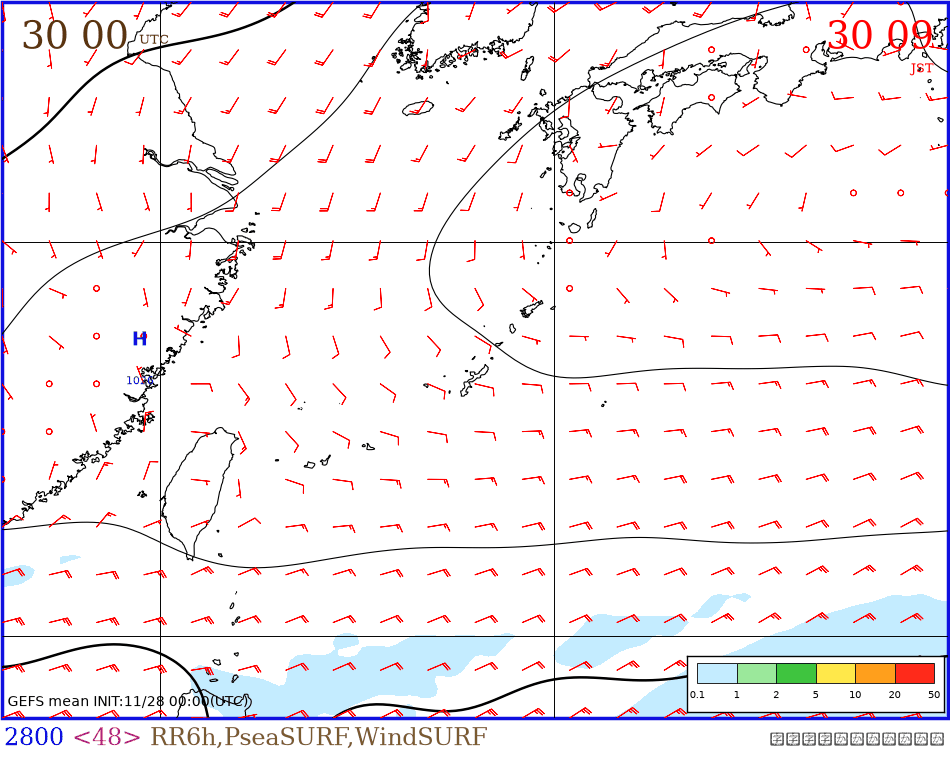 30 00 UTC
30 09
JST
H
GEFS mean INIT:11/28 00:00(UTC)
0.1 1 2 5 10 20 50
2800 <48> RR6h,PseaSURF,WindSURF